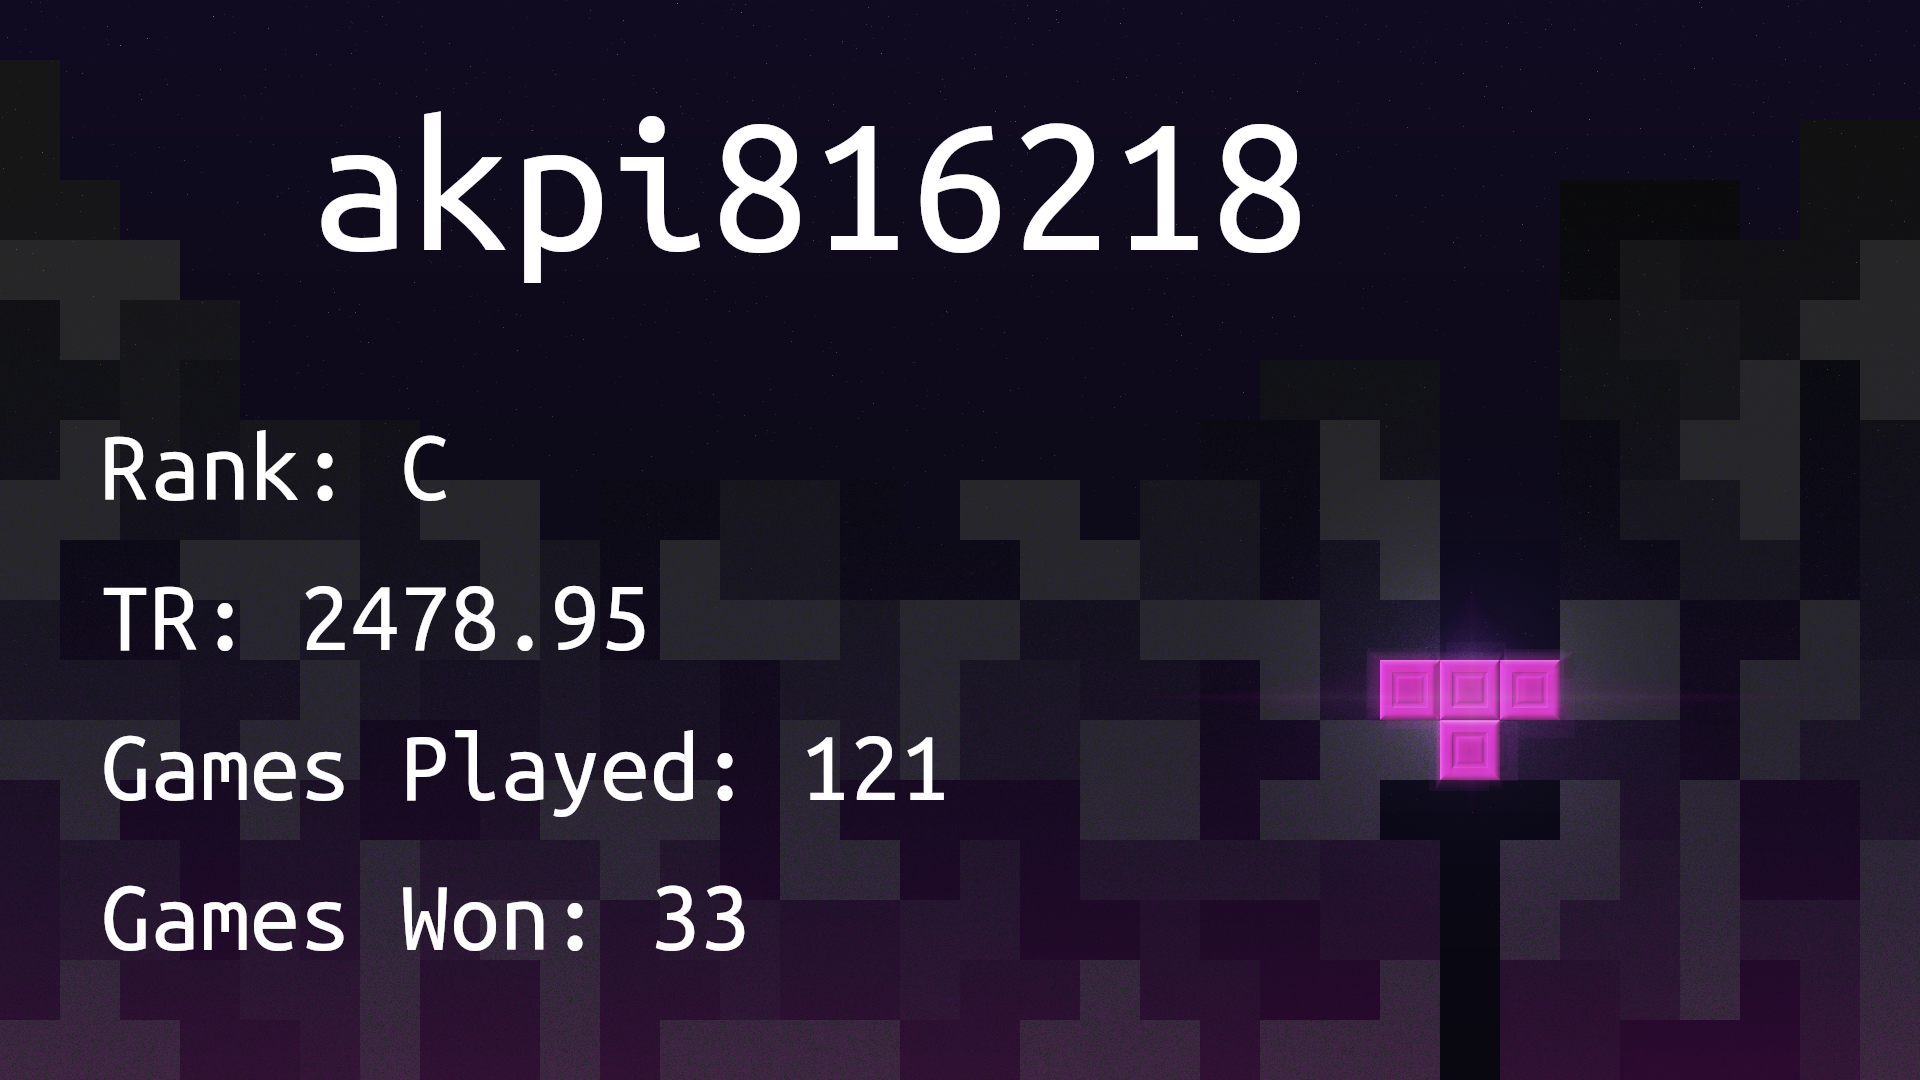 akpi816218
Rank: C
TR: 2478.95
Games Played: 121
Games Won: 33